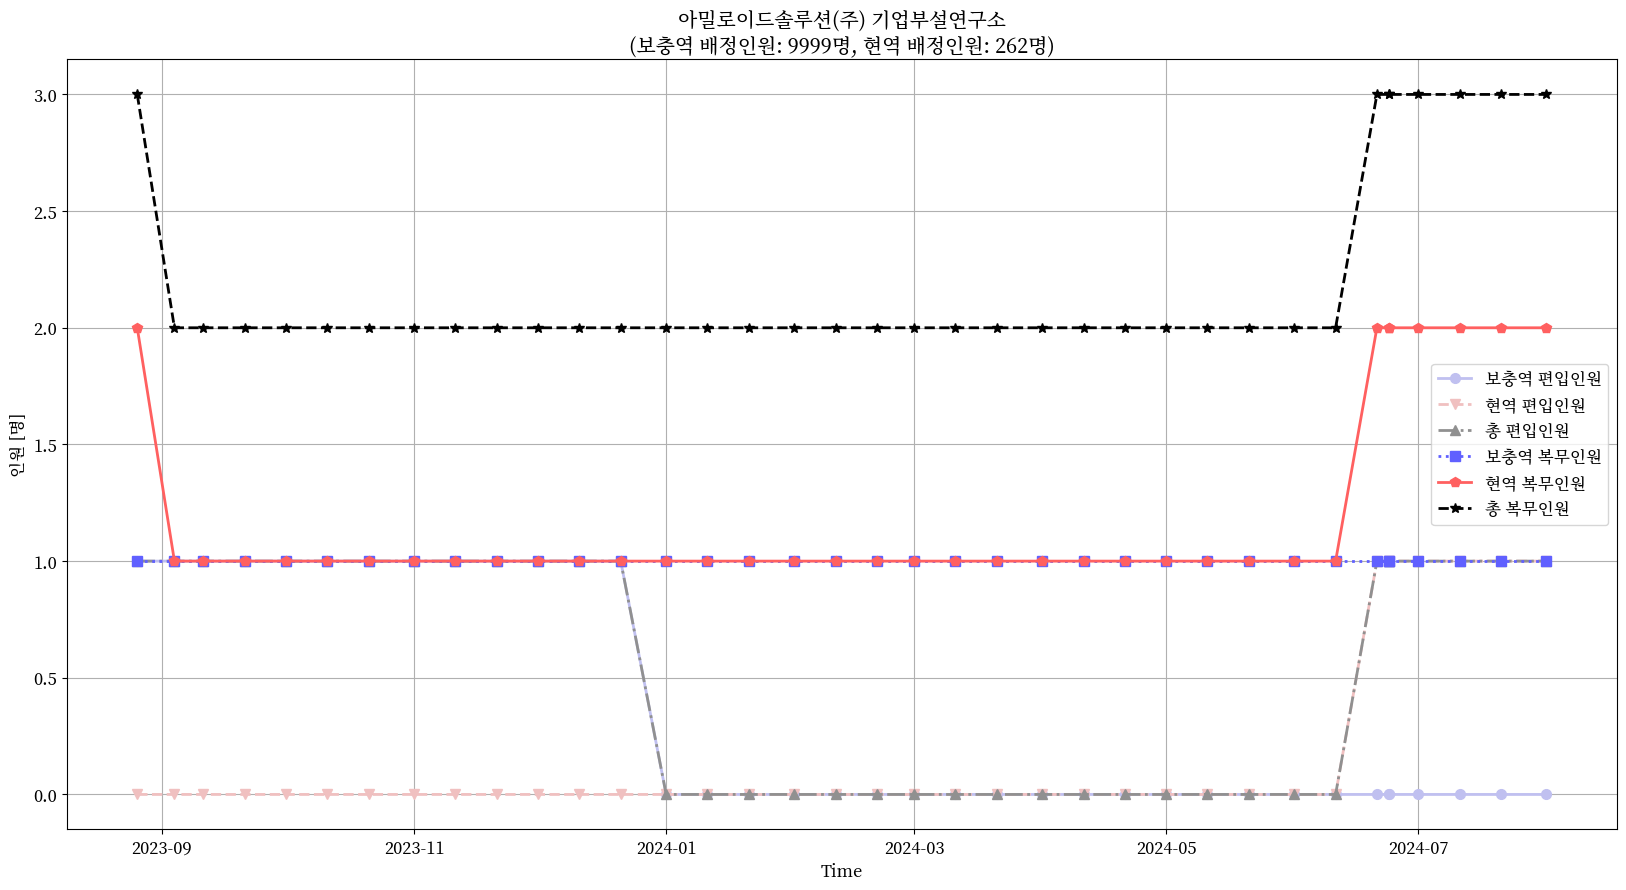 아밀로이드솔루션(주) 기업부설연구소
(보충역 배정인원: 9999명, 현역 배정인원: 262명)
3.0
2.5
2.0
1.5
1.0
0.5
0.0
인원 [명]
보충역 편입인원
현역 편입인원
총 편입인원
보충역 복무인원
현역 복무인원
총 복무인원
2023-09 2023-11 2024-01 2024-03 2024-05 2024-07
Time